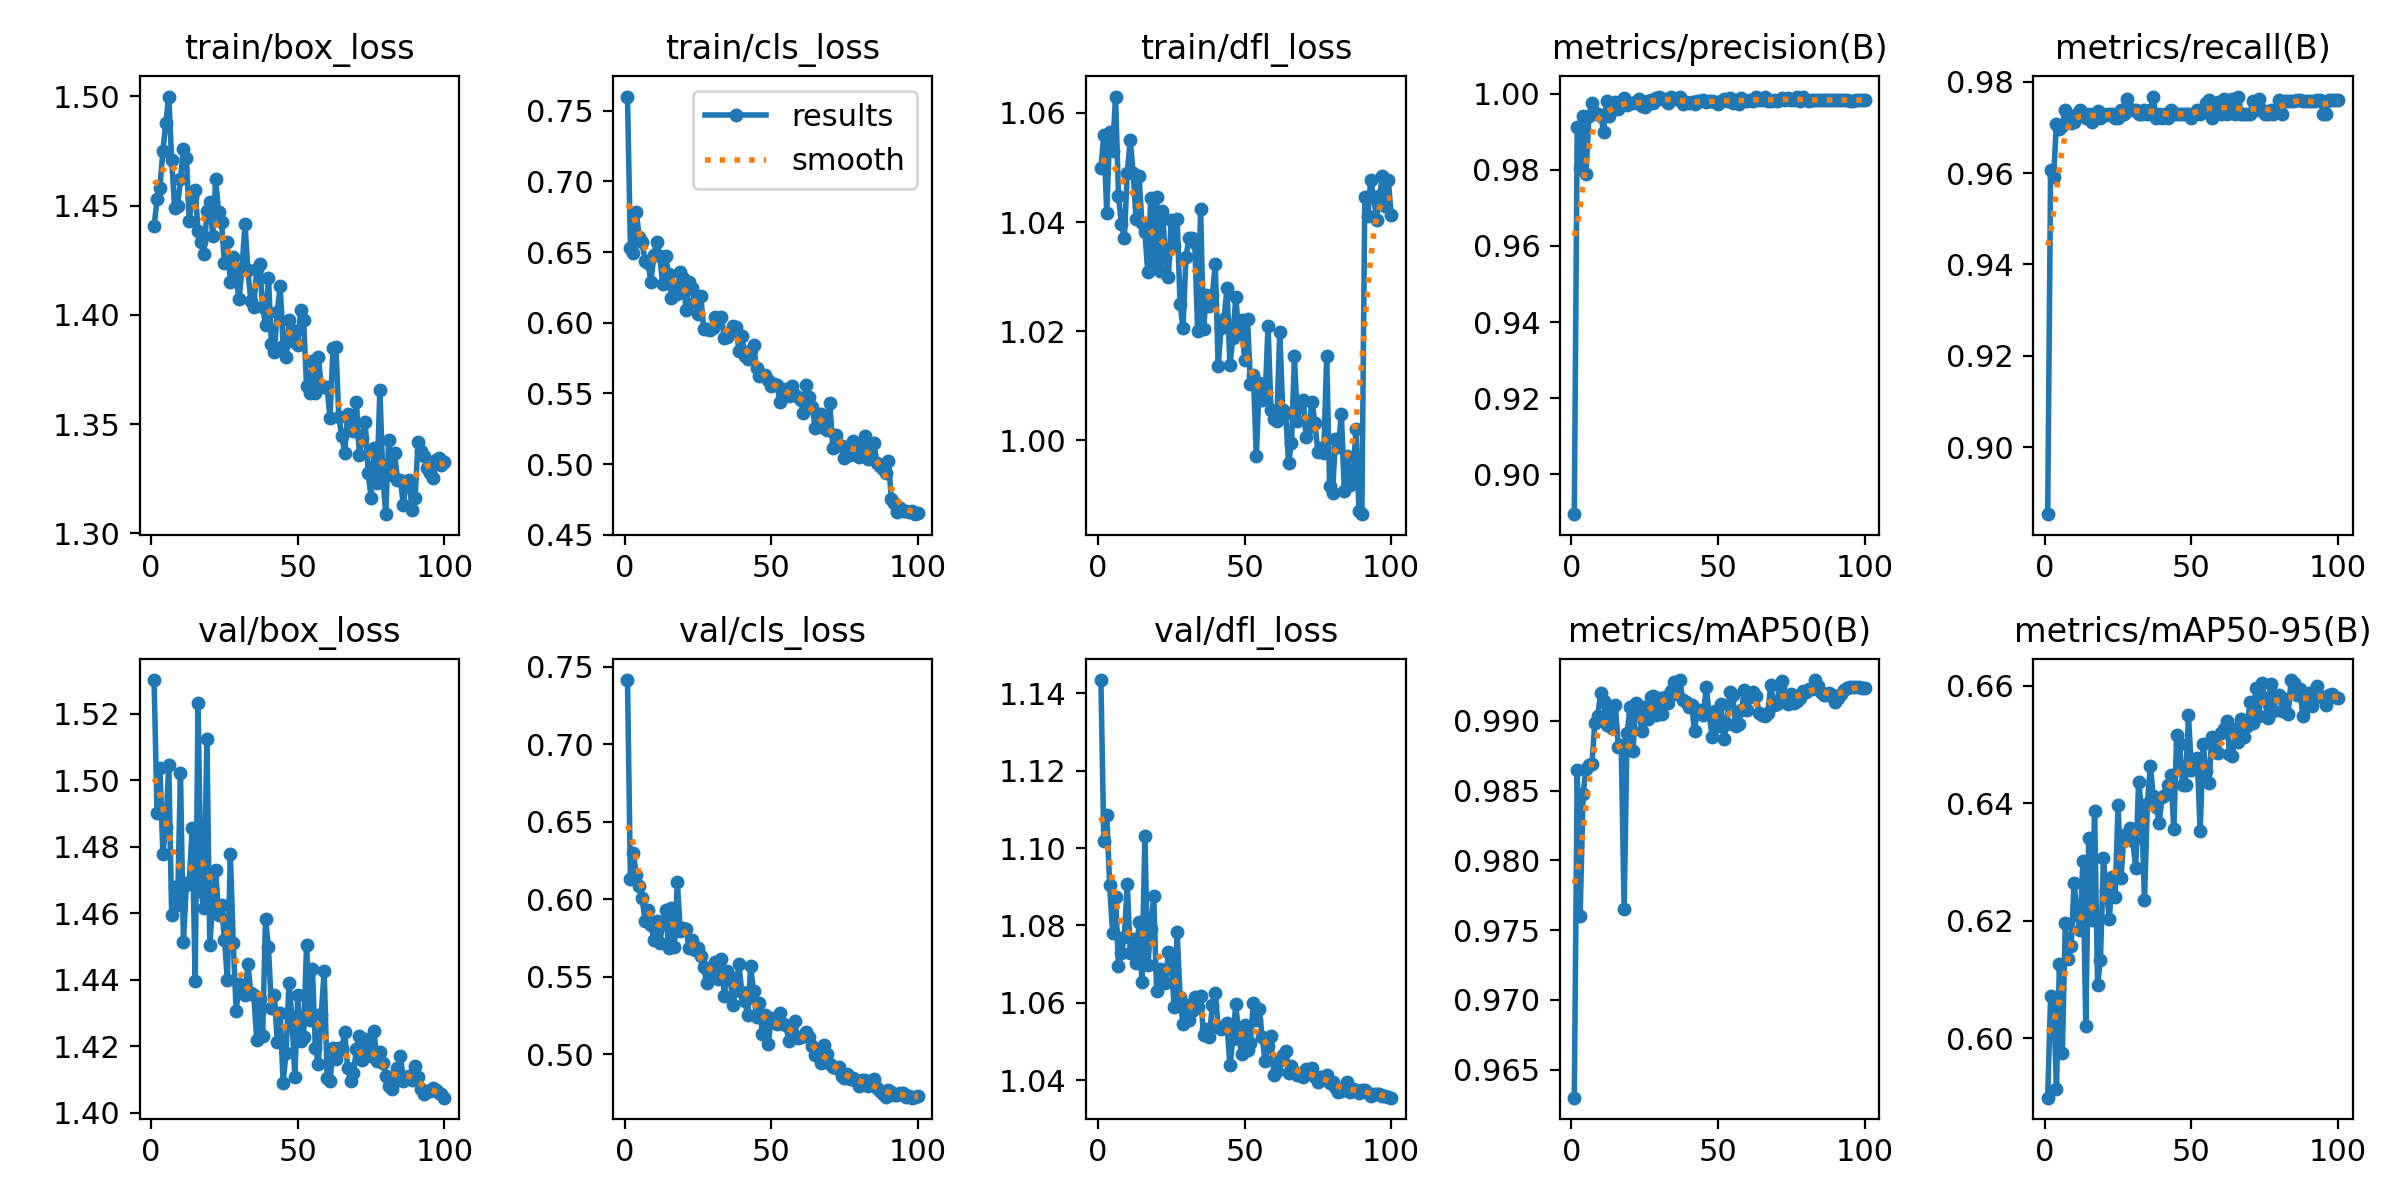 train/box_loss
1.50
1.45
1.40
1.35
1.30
0 50 100
train/cls_loss
results
smooth
0.75
0.70
0.65
0.60
0.55
0.50
0.45
0 50 100
train/dfl_loss
1.06
1.04
1.02
1.00
0 50 100
metrics/precision(B)
1.00
0.98
0.96
0.94
0.92
0.90
0 50 100
metrics/recall(B)
0.98
0.96
0.94
0.92
0.90
0 50 100
val/box_loss
1.52
1.50
1.48
1.46
1.44
1.42
1.40
0 50 100
val/cls_loss
0.75
0.70
0.65
0.60
0.55
0.50
0 50 100
val/dfl_loss
1.14
1.12
1.10
1.08
1.06
1.04
0 50 100
metrics/mAP50(B)
0.990
0.985
0.980
0.975
0.970
0.965
0 50 100
metrics/mAP50-95(B)
0.66
0.64
0.62
0.60
0 50 100